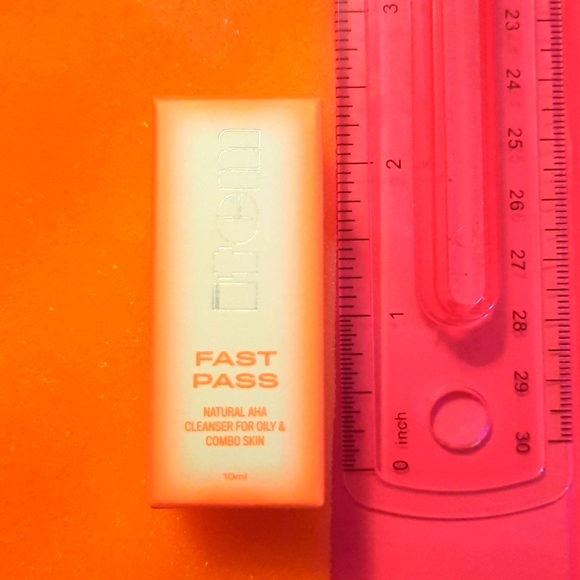 item
FAST
PASS
NATURAL AHA
CLEANSER FOR OILY &
COMBO SKIN
10ml
3
2
1
0 inch
23
24
25
26
27
28
29
30